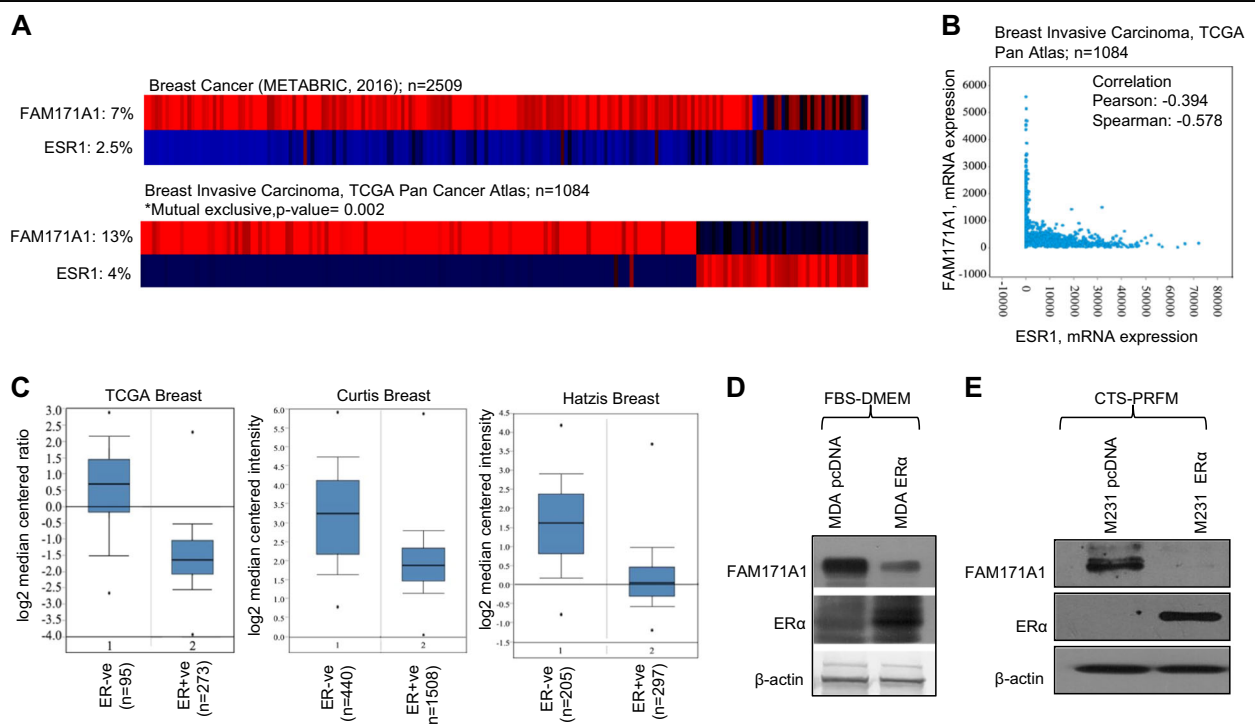 A
Breast Cancer (METABRIC, 2016); n=2509
FAM171A1: 7%
ESR1: 2.5%
Breast Invasive Carcinoma, TCGA Pan Cancer Atlas; n=1084
*Mutual exclusive,p-value= 0.002
FAM171A1: 13%
ESR1: 4%
B
Breast Invasive Carcinoma, TCGA
Pan Atlas; n=1084
Correlation
Pearson: -0.394
Spearman: -0.578
FAM171A1, mRNA expression
6000
5000
4000
3000
2000
1000
0
-1000
-10000
0
10000
20000
30000
40000
50000
60000
70000
80000
ESR1, mRNA expression
C
TCGA Breast
log2 median centered ratio
3.0
2.5
2.0
1.5
1.0
0.5
0.0
-0.5
-1.0
-1.5
-2.0
-2.5
-3.0
-3.5
-4.0
1
2
ER-ve
(n=95)
ER+ve
(n=273)
Curtis Breast
log2 median centered intensity
6.0
5.5
5.0
4.5
4.0
3.5
3.0
2.5
2.0
1.5
1.0
0.5
0.0
1
2
ER-ve
(n=440)
ER+ve
n=1508)
Hatzis Breast
log2 median centered intensity
4.5
4.0
3.5
3.0
2.5
2.0
1.5
1.0
0.5
0.0
-0.5
-1.0
-1.5
1
2
ER-ve
(n=205)
ER+ve
(n=297)
D
FBS-DMEM
MDA pcDNA
MDA ERα
FAM171A1
ERα
β-actin
E
CTS-PRFM
M231 pcDNA
M231 ERα
FAM171A1
ERα
β-actin